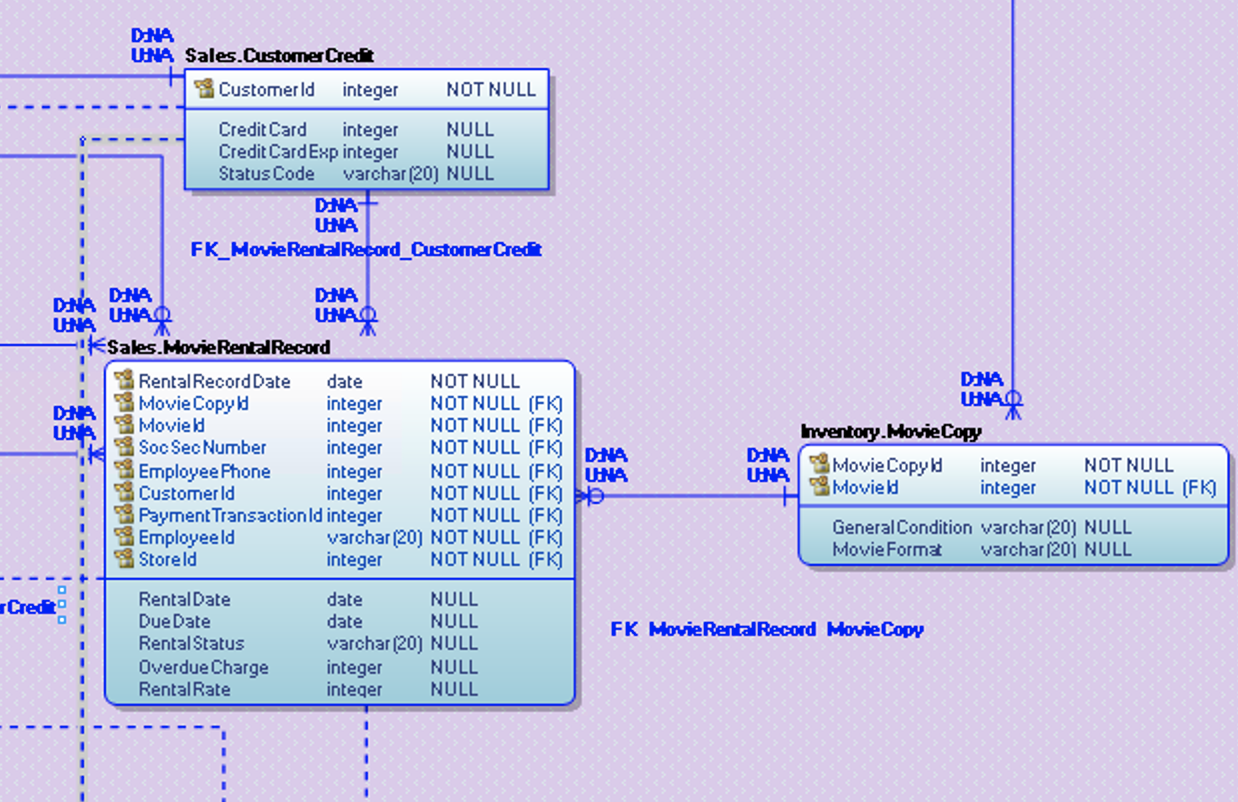 D:NA
U:NA
Sales.CustomerCredit
CustomerId integer NOT NULL
CreditCard integer NULL
CreditCardExp integer NULL
StatusCode varchar(20) NULL
D:NA
U:NA
FK_MovieRentalRecord_CustomerCredit
D:NA
U:NA
D:NA
U:NA
D:NA
U:NA
Sales.MovieRentalRecord
RentalRecordDate date NOT NULL
MovieCopyId integer NOT NULL (FK)
MovieId integer NOT NULL (FK)
SocSecNumber integer NOT NULL (FK)
EmployeePhone integer NOT NULL (FK)
CustomerId integer NOT NULL (FK)
PaymentTransactionId integer NOT NULL (FK)
EmployeeId varchar(20) NOT NULL (FK)
StoreId integer NOT NULL (FK)
RentalDate date NULL
DueDate date NULL
RentalStatus varchar(20) NULL
OverdueCharge integer NULL
RentalRate integer NULL
D:NA
U:NA
rCredit
D:NA
U:NA
D:NA
U:NA
D:NA
U:NA
Inventory.MovieCopy
MovieCopyId integer NOT NULL
MovieId integer NOT NULL (FK)
GeneralCondition varchar(20) NULL
MovieFormat varchar(20) NULL
FK MovieRentalRecord MovieCopy